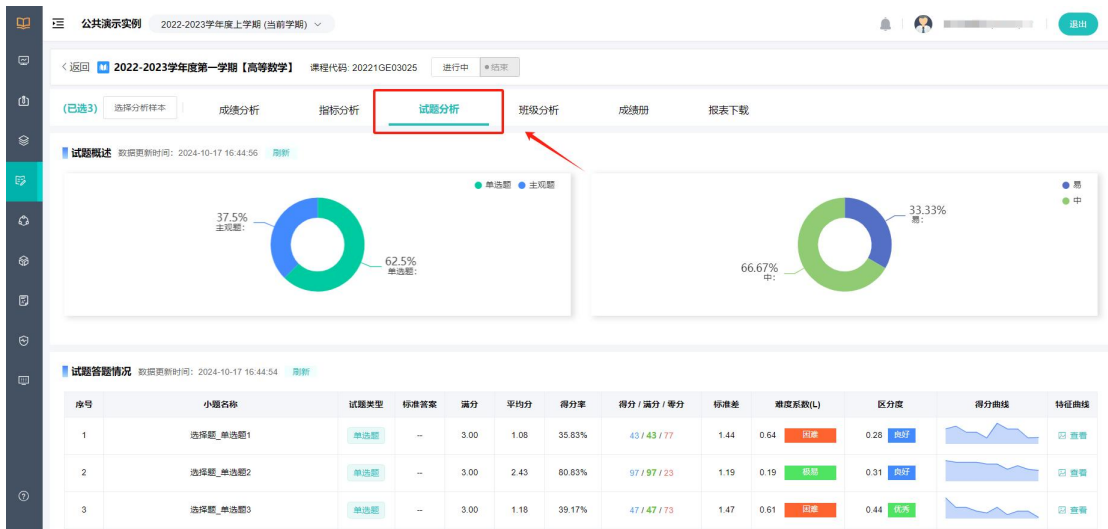 公共演示实例 2022-2023学年度上学期 (当前学期) 退出
<返回 2022-2023学年度第一学期【高等数学】 课程代码: 20221GE03025 进行中 结束
(已选3) 选择分析样本 成绩分析 指标分析 试题分析 班级分析 成绩册 报表下载
试题概述 数据更新时间：2024-10-17 16:44:56 刷新
单选题 主观题
37.5%
主观题:
62.5%
单选题:
易
中
33.33%
易:
66.67%
中:
试题答题情况 数据更新时间：2024-10-17 16:44:54 刷新
序号 小题名称 试题类型 标准答案 满分 平均分 得分率 得分 / 满分 / 零分 标准差 难度系数(L) 区分度 得分曲线 特征曲线
1 选择题_单选题1 单选题 -- 3.00 1.08 35.83% 43 / 43 / 77 1.44 0.64 困难 0.28 良好 查看
2 选择题_单选题2 单选题 -- 3.00 2.43 80.83% 97 / 97 / 23 1.19 0.19 极易 0.31 良好 查看
3 选择题_单选题3 单选题 -- 3.00 1.18 39.17% 47 / 47 / 73 1.47 0.61 困难 0.44 优秀 查看